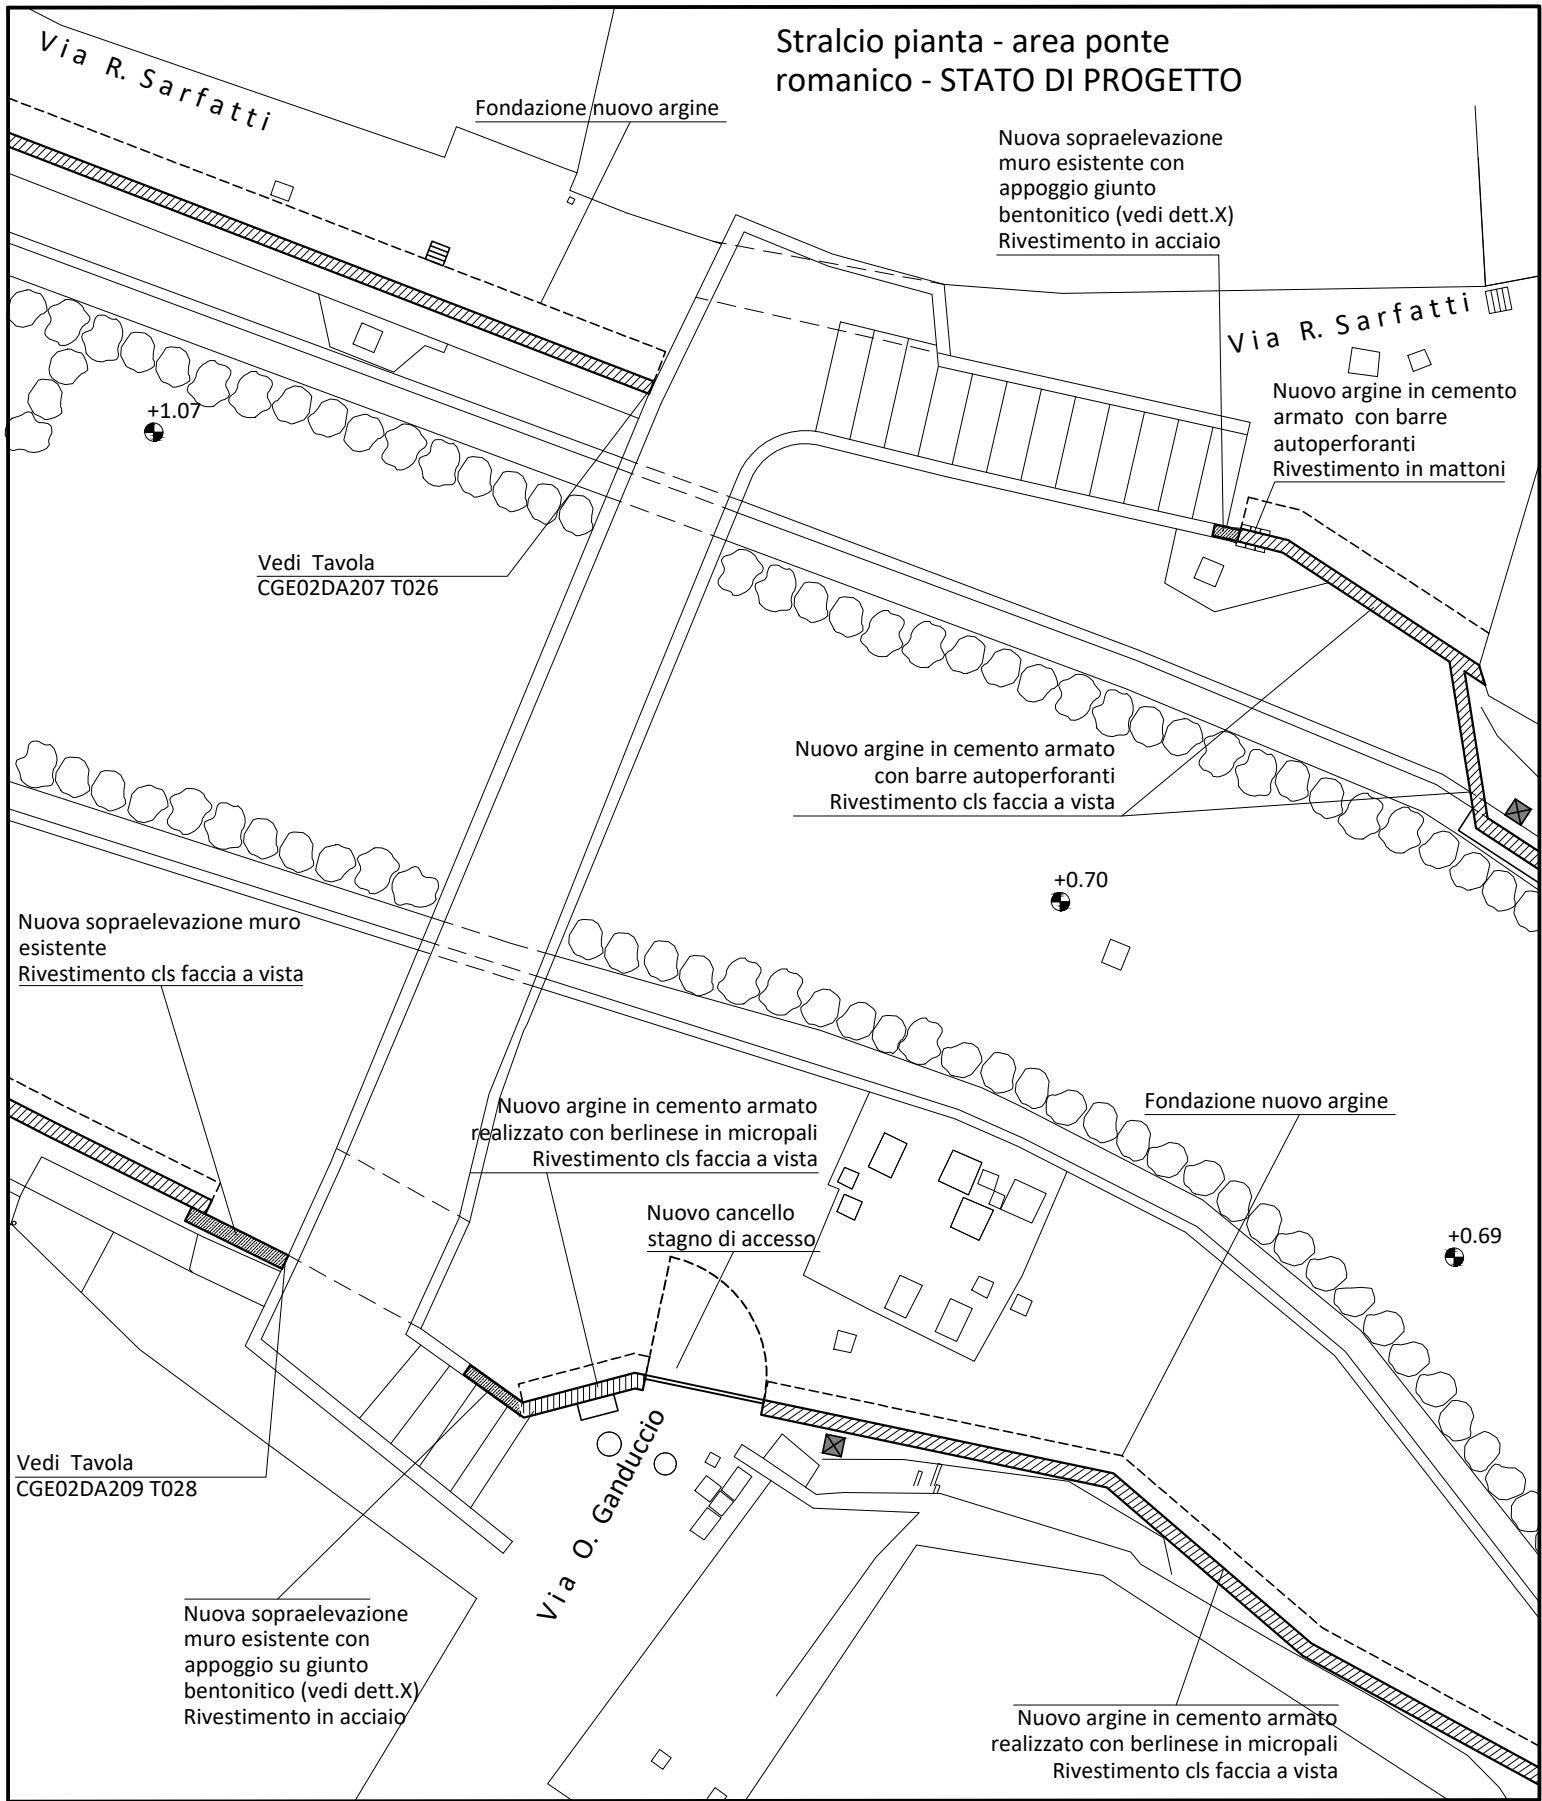 Stralcio pianta - area ponte
romanico - STATO DI PROGETTO
Via R. Sarfatti
Fondazione nuovo argine
Nuova sopraelevazione
muro esistente con
appoggio giunto
bentonitico (vedi dett.X)
Rivestimento in acciaio
Via R. Sarfatti
Nuovo argine in cemento
armato con barre
autoperforanti
Rivestimento in mattoni
+1.07
Vedi Tavola
CGE02DA207 T026
Nuovo argine in cemento armato
con barre autoperforanti
Rivestimento cls faccia a vista
+0.70
Nuova sopraelevazione muro
esistente
Rivestimento cls faccia a vista
Nuovo argine in cemento armato
realizzato con berlinese in micropali
Rivestimento cls faccia a vista
Fondazione nuovo argine
Nuovo cancello
stagno di accesso
+0.69
Vedi Tavola
CGE02DA209 T028
Via O. Ganduccio
Nuova sopraelevazione
muro esistente con
appoggio su giunto
bentonitico (vedi dett.X)
Rivestimento in acciaio
Nuovo argine in cemento armato
realizzato con berlinese in micropali
Rivestimento cls faccia a vista